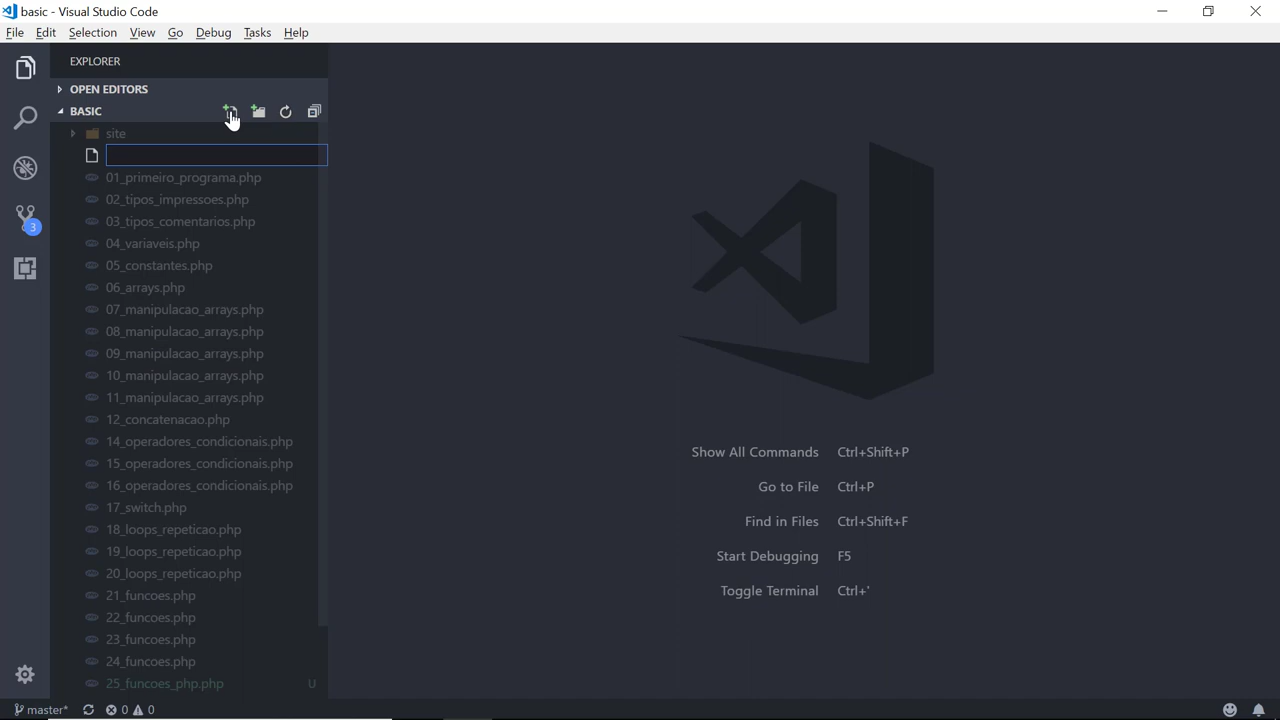 basic - Visual Studio Code
File Edit Selection View Go Debug Tasks Help
EXPLORER
OPEN EDITORS
BASIC
site
01_primeiro_programa.php
02_tipos_impressoes.php
03_tipos_comentarios.php
04_variaveis.php
05_constantes.php
06_arrays.php
07_manipulacao_arrays.php
08_manipulacao_arrays.php
09_manipulacao_arrays.php
10_manipulacao_arrays.php
11_manipulacao_arrays.php
12_concatenacao.php
14_operadores_condicionais.php
15_operadores_condicionais.php
16_operadores_condicionais.php
17_switch.php
18_loops_repeticao.php
19_loops_repeticao.php
20_loops_repeticao.php
21_funcoes.php
22_funcoes.php
23_funcoes.php
24_funcoes.php
25_funcoes_php.php U
3
Show All Commands Ctrl+Shift+P
Go to File Ctrl+P
Find in Files Ctrl+Shift+F
Start Debugging F5
Toggle Terminal Ctrl+'
master* 0 0